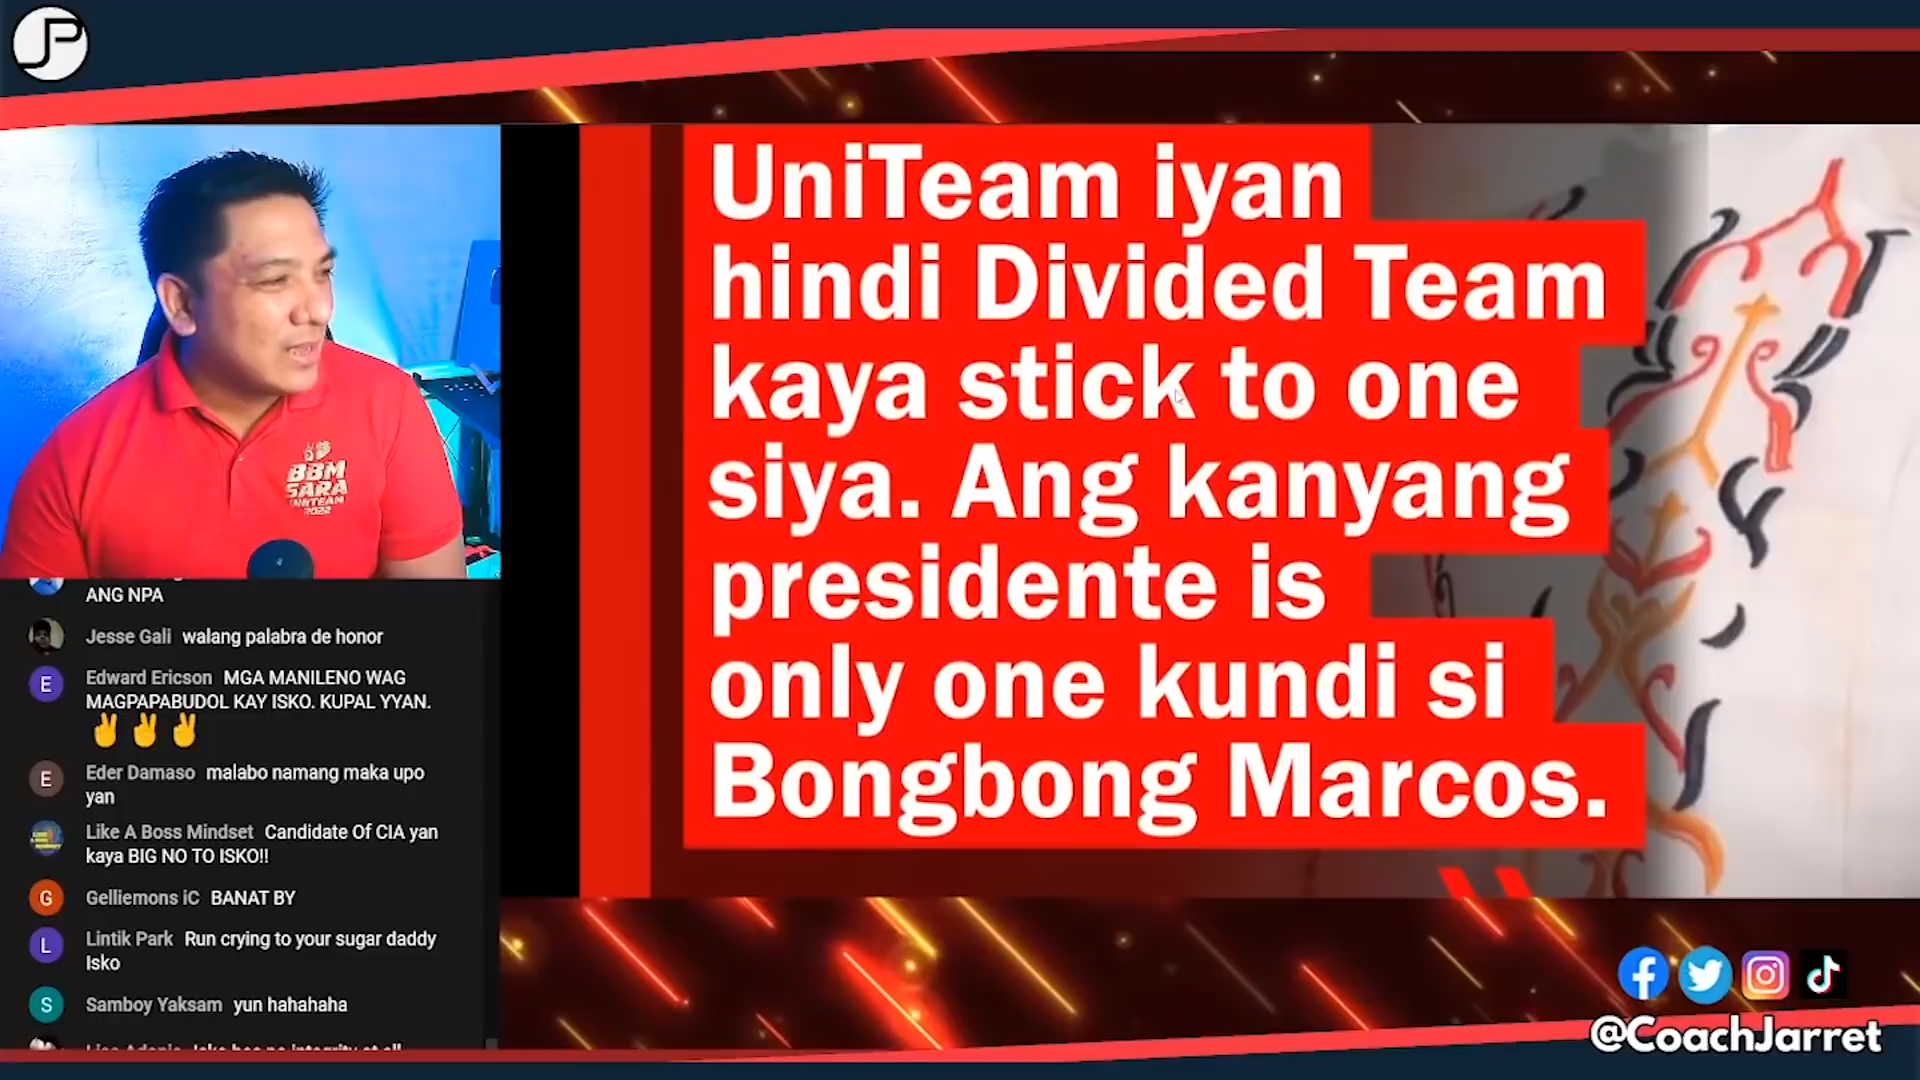 JP
UniTeam iyan
hindi Divided Team
kaya stick to one
siya. Ang kanyang
presidente is
only one kundi si
Bongbong Marcos.
BBM
SARA
UNITEAM
2022
ANG NPA
Jesse Gali walang palabra de honor
Edward Ericson MGA MANILENO WAG
MAGPAPABUDOL KAY ISKO. KUPAL YYAN.
✌✌✌
E
Eder Damaso malabo namang maka upo
yan
E
Like A Boss Mindset Candidate Of CIA yan
kaya BIG NO TO ISKO!!
G
Gelliemons iC BANAT BY
L
Lintik Park Run crying to your sugar daddy
Isko
S
Samboy Yaksam yun hahahaha
@CoachJarret